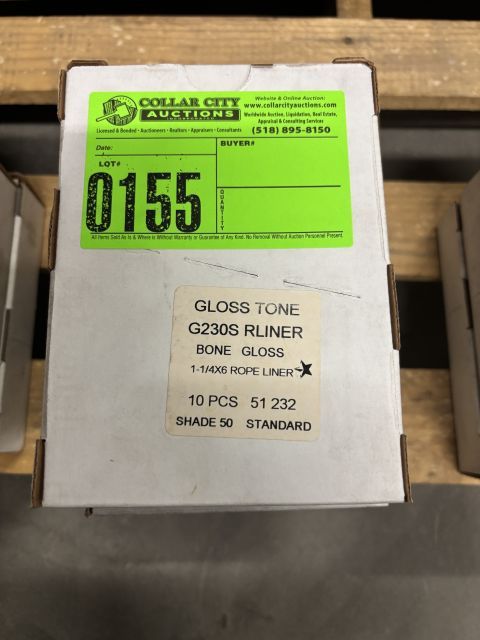 COLLAR CITY
AUCTIONS
Website & Online Auction:
www.collarcityauctions.com
Worldwide Auction, Liquidation, Real Estate,
Appraisal & Consulting Services
Licensed & Bonded • Auctioneers • Realtors • Appraisers • Consultants
(518) 895-8150
Date:
BUYER#
LOT#
0155
QUANTITY
All Items Sold As Is & Where Is Without Warranty or Guarantee of Any Kind. No Removal Without Auction Personnel Present.
GLOSS TONE
G230S RLINER
BONE GLOSS
1-1/4X6 ROPE LINER
10 PCS 51 232
SHADE 50 STANDARD